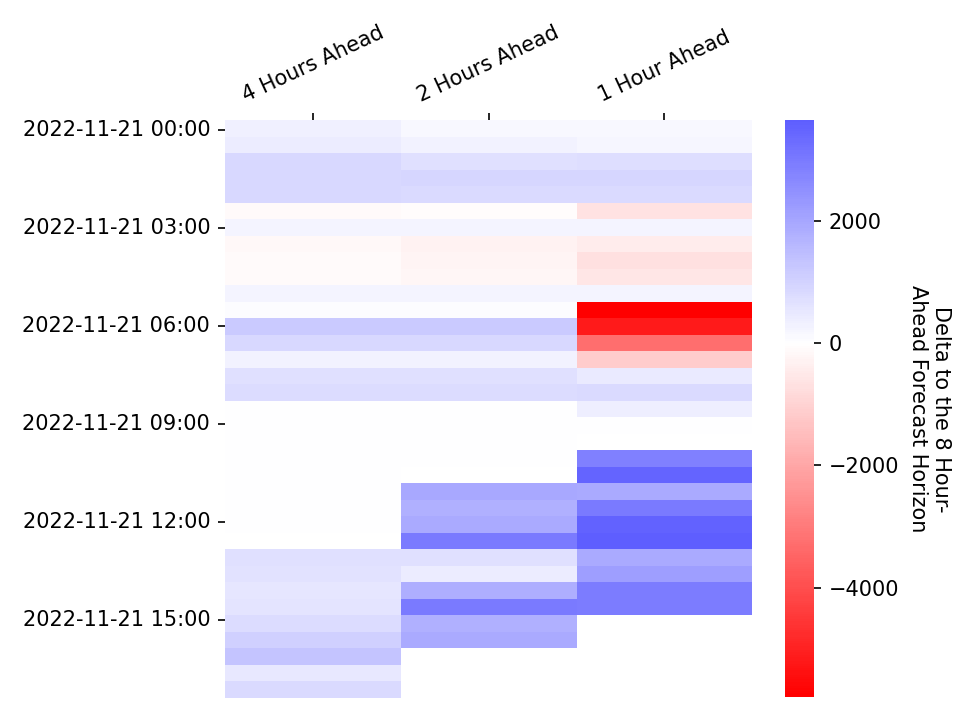 4 Hours Ahead
2 Hours Ahead
1 Hour Ahead
2022-11-21 00:00
2022-11-21 03:00
2022-11-21 06:00
2022-11-21 09:00
2022-11-21 12:00
2022-11-21 15:00
2000
0
−2000
−4000
Delta to the 8 Hour-
Ahead Forecast Horizon